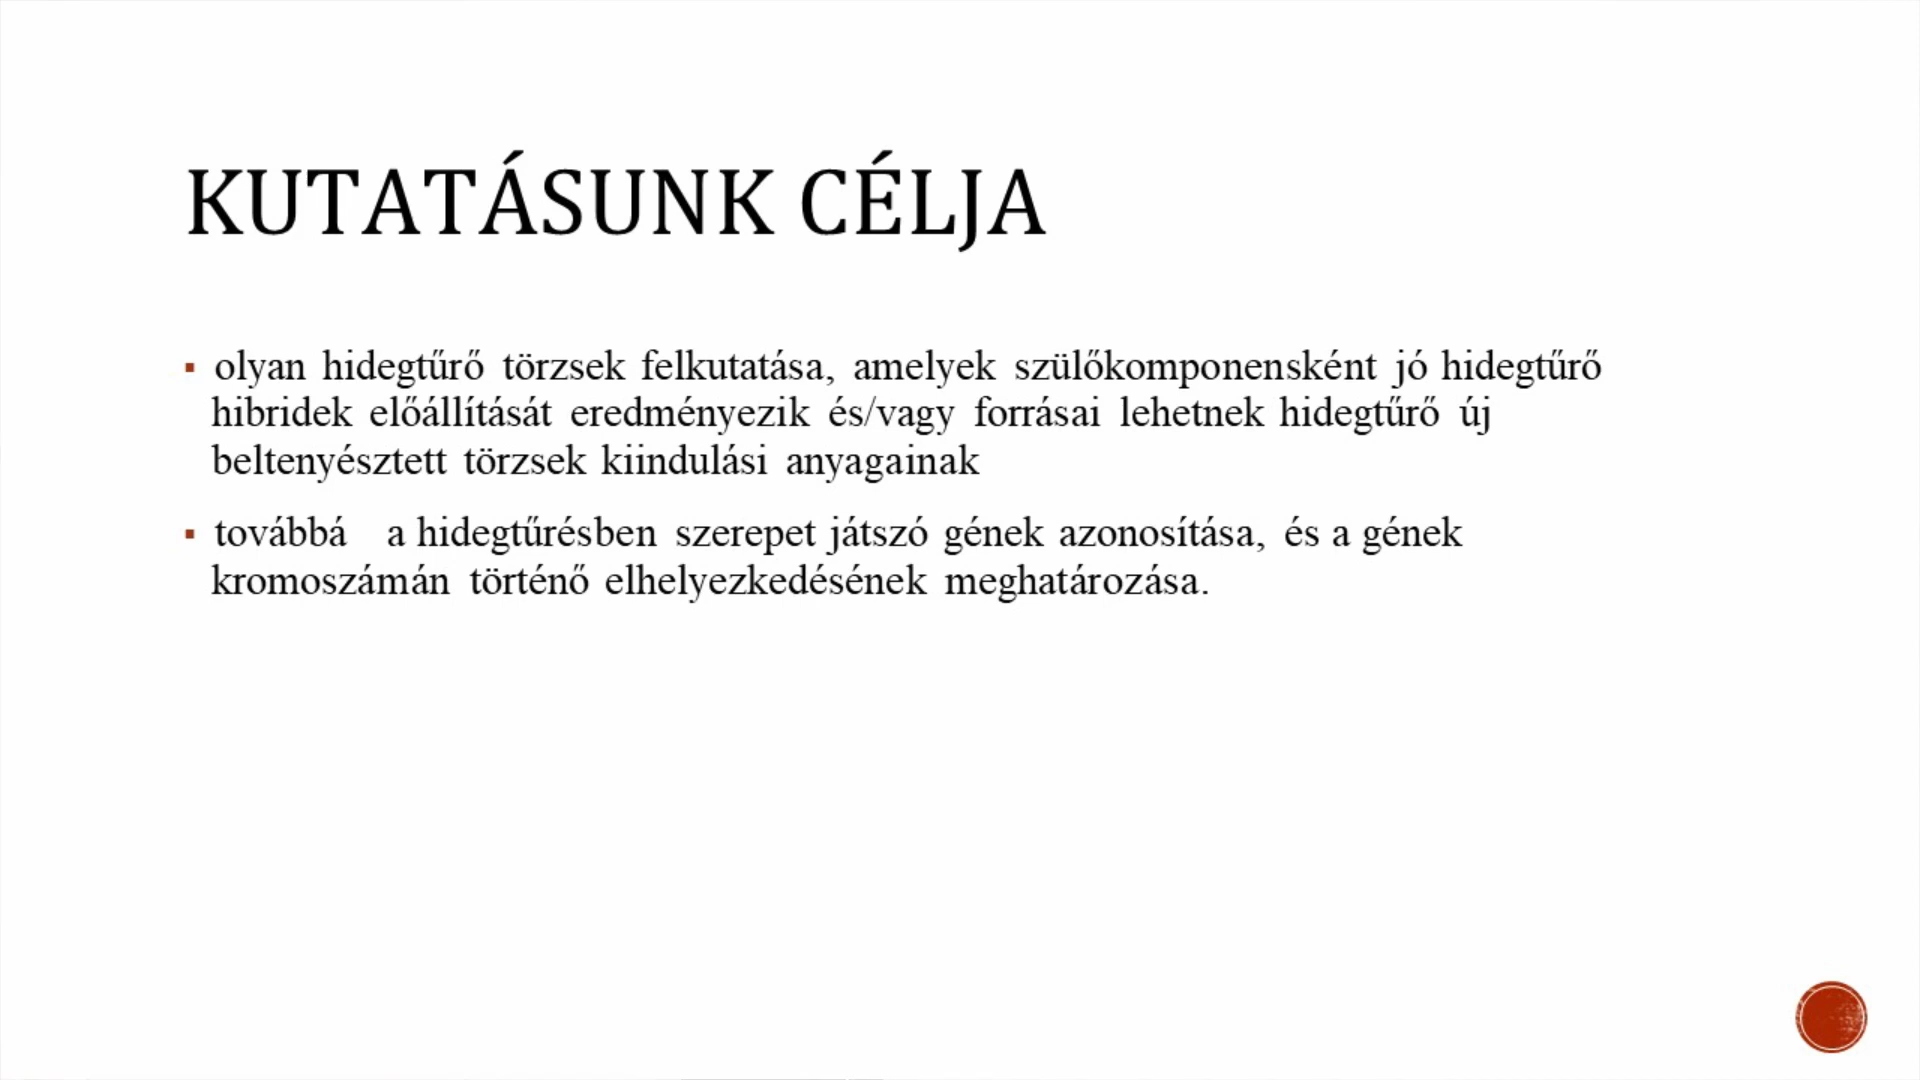 KUTATÁSUNK CÉLJA
▪ olyan hidegtűrő törzsek felkutatása, amelyek szülőkomponensként jó hidegtűrő
hibridek előállítását eredményezik és/vagy forrásai lehetnek hidegtűrő új
beltenyésztett törzsek kiindulási anyagainak
▪ továbbá a hidegtűrésben szerepet játszó gének azonosítása, és a gének
kromoszámán történő elhelyezkedésének meghatározása.